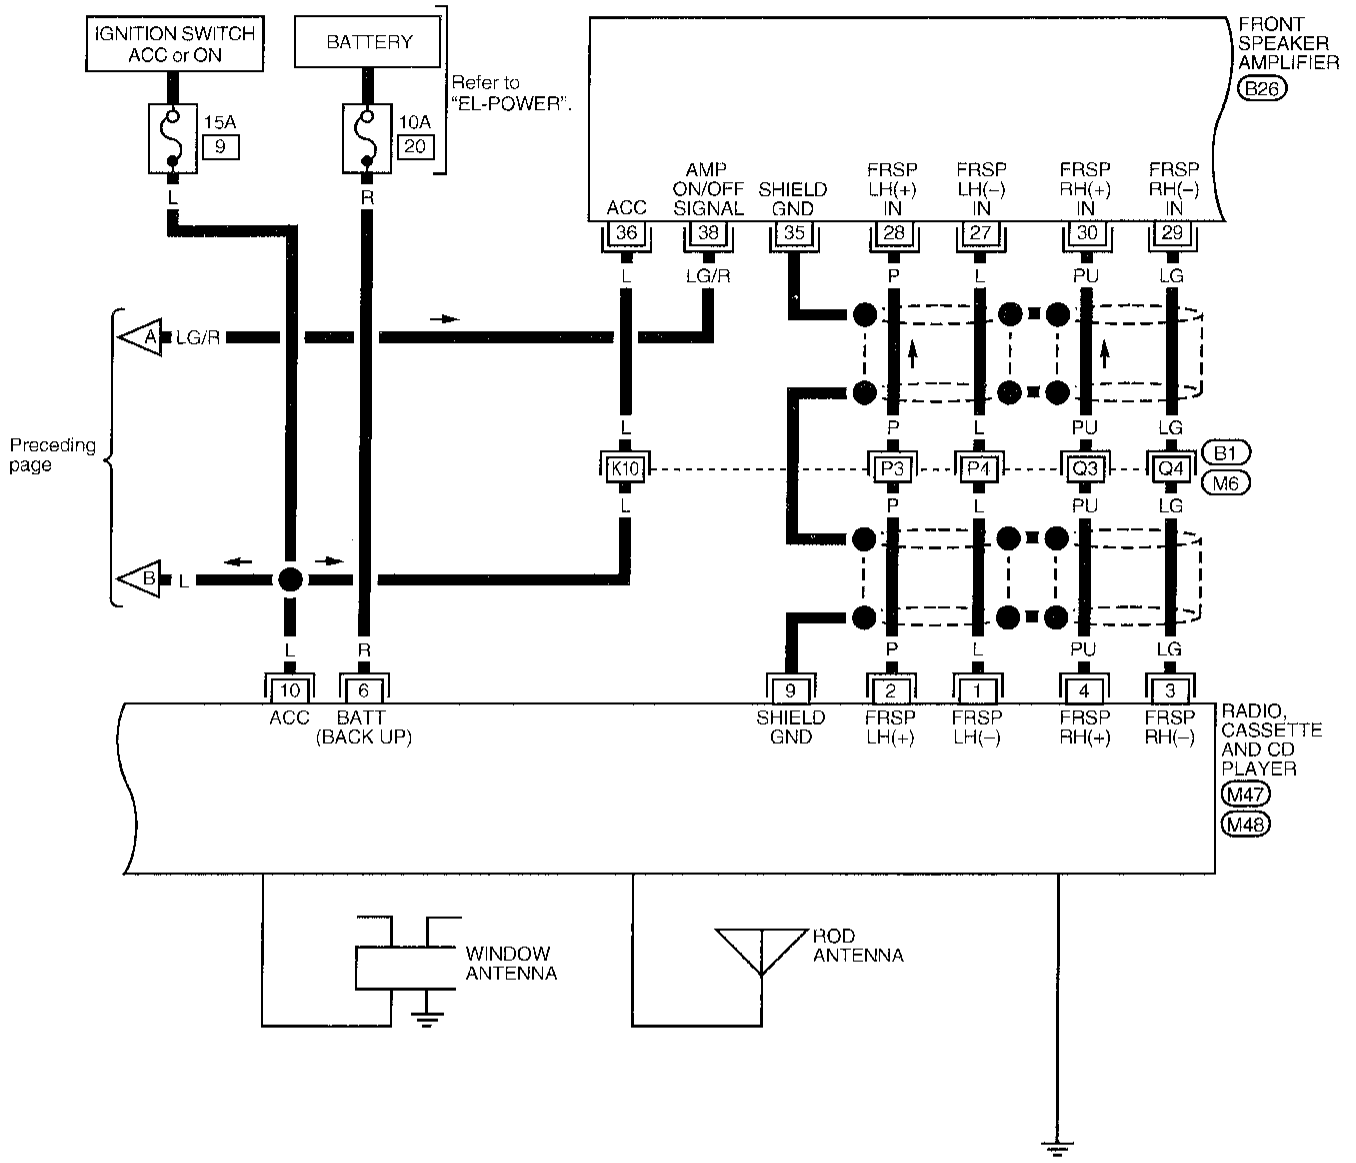 IGNITION SWITCH
ACC or ON
BATTERY
Refer to
"EL-POWER".
15A
9
10A
20
L
R
FRONT
SPEAKER
AMPLIFIER
B26
ACC
AMP
ON/OFF
SIGNAL
SHIELD
GND
FRSP
LH(+)
IN
FRSP
LH(−)
IN
FRSP
RH(+)
IN
FRSP
RH(−)
IN
36
38
35
28
27
30
29
L
LG/R
P
L
PU
LG
A
LG/R
Preceding
page
L
P
L
PU
LG
K10
P3
P4
Q3
Q4
B1
M6
L
P
L
PU
LG
B
L
L
R
P
L
PU
LG
10
6
9
2
1
4
3
ACC
BATT
(BACK UP)
SHIELD
GND
FRSP
LH(+)
FRSP
LH(−)
FRSP
RH(+)
FRSP
RH(−)
RADIO,
CASSETTE
AND CD
PLAYER
M47
M48
WINDOW
ANTENNA
ROD
ANTENNA